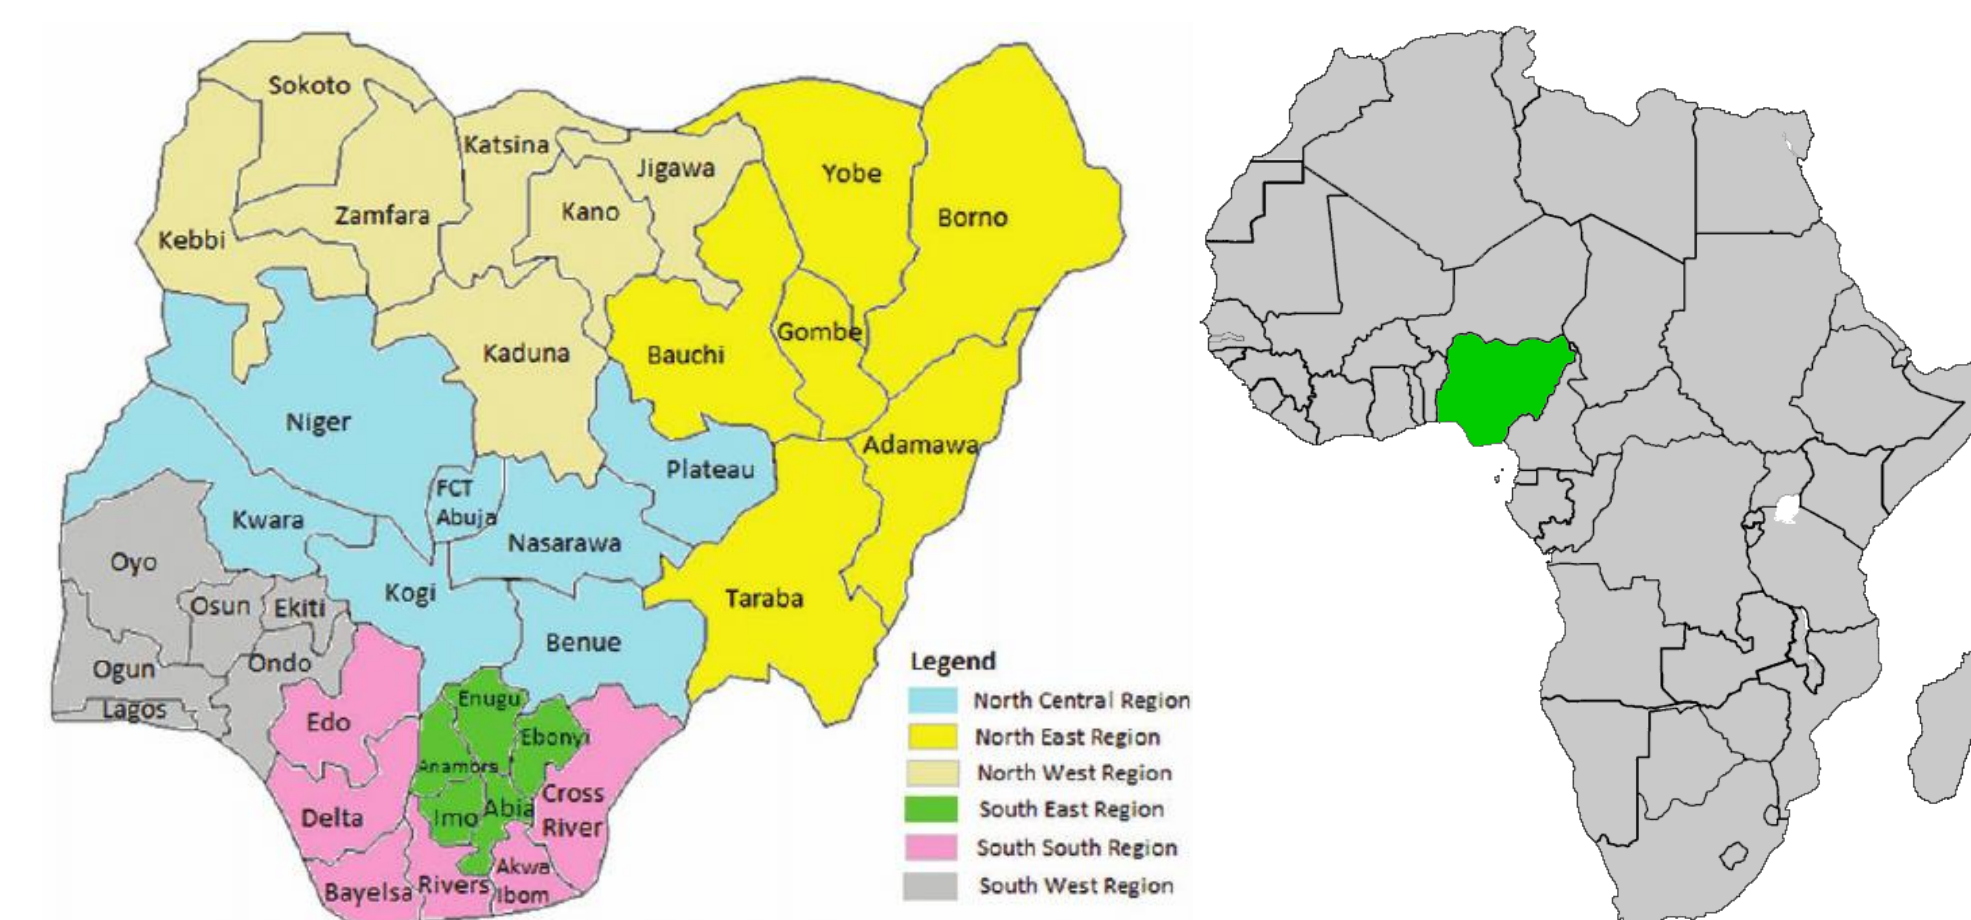 Sokoto
Katsina
Jigawa
Yobe
Kano
Zamfara
Borno
Kebbi
Gombe
Kaduna
Bauchi
Niger
Adamawa
Plateau
FCT
Abuja
Kwara
Nasarawa
Oyo
Kogi
Taraba
Osun
Ekiti
Benue
Ogun
Ondo
Lagos
Enugu
Edo
Ebonyi
Anambrs
Imo
Abia
Cross
River
Delta
Akwa
Ibom
Bayelsa
Rivers
Legend
North Central Region
North East Region
North West Region
South East Region
South South Region
South West Region